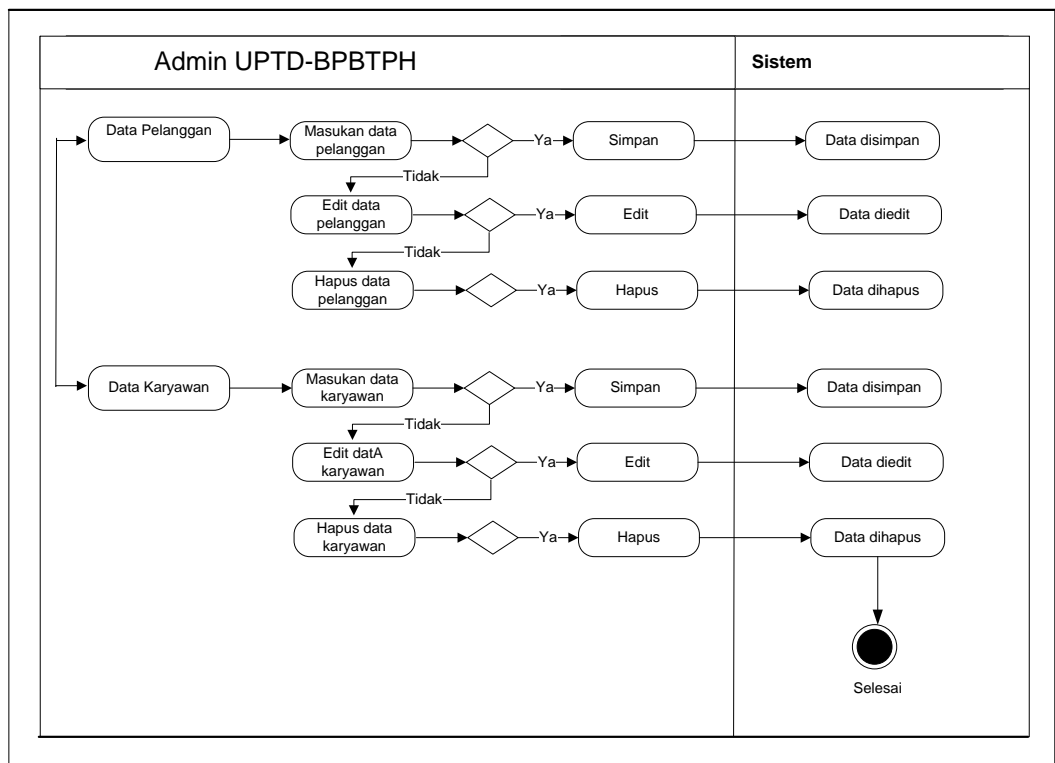 Admin UPTD-BPBTPH
Sistem
Data Pelanggan
Masukan data
pelanggan
Ya
Simpan
Data disimpan
Tidak
Edit data
pelanggan
Ya
Edit
Data diedit
Tidak
Hapus data
pelanggan
Ya
Hapus
Data dihapus
Data Karyawan
Masukan data
karyawan
Ya
Simpan
Data disimpan
Tidak
Edit datA
karyawan
Ya
Edit
Data diedit
Tidak
Hapus data
karyawan
Ya
Hapus
Data dihapus
Selesai